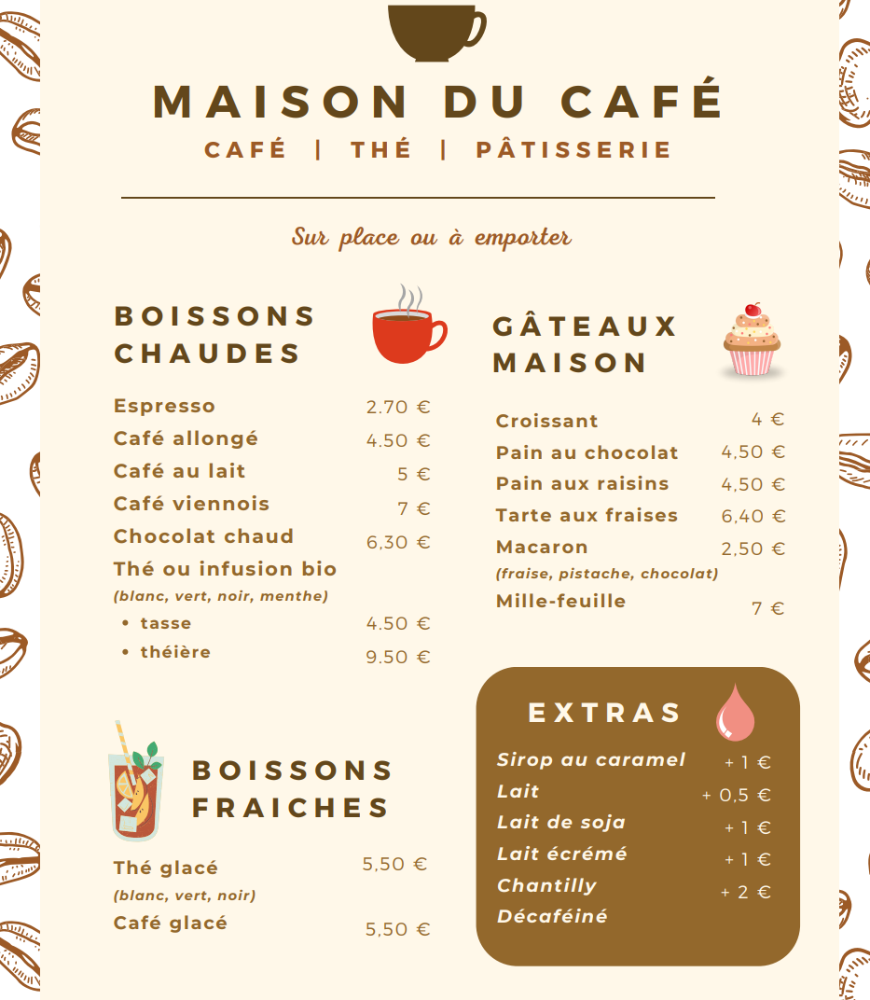 MAISON DU CAFÉ
CAFÉ | THÉ | PÂTISSERIE
Sur place ou à emporter
BOISSONS
CHAUDES
Espresso 2.70 €
Café allongé 4.50 €
Café au lait 5 €
Café viennois 7 €
Chocolat chaud 6,30 €
Thé ou infusion bio
(blanc, vert, noir, menthe)
• tasse 4.50 €
• théière 9.50 €
BOISSONS
FRAICHES
Thé glacé 5,50 €
(blanc, vert, noir)
Café glacé 5,50 €
GÂTEAUX
MAISON
Croissant 4 €
Pain au chocolat 4,50 €
Pain aux raisins 4,50 €
Tarte aux fraises 6,40 €
Macaron 2,50 €
(fraise, pistache, chocolat)
Mille-feuille 7 €
EXTRAS
Sirop au caramel + 1 €
Lait + 0,5 €
Lait de soja + 1 €
Lait écrémé + 1 €
Chantilly + 2 €
Décaféiné